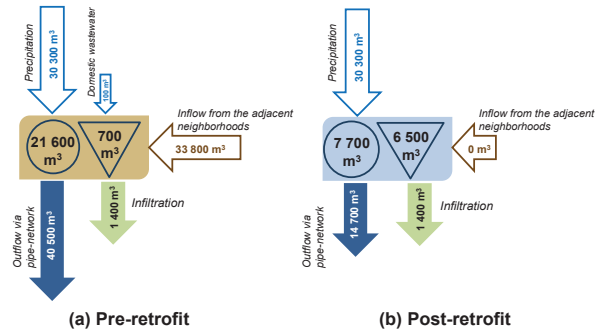 Precipitation
30 300 m³
Domestic wastewater
100 m³
21 600
m³
700
m³
Inflow from the adjacent
neighborhoods
33 800 m³
Outflow via
pipe-network
40 500 m³
1 400 m³
Infiltration
(a) Pre-retrofit
Precipitation
30 300 m³
7 700
m³
6 500
m³
Inflow from the adjacent
neighborhoods
0 m³
Outflow via
pipe-network
14 700 m³
1 400 m³
Infiltration
(b) Post-retrofit